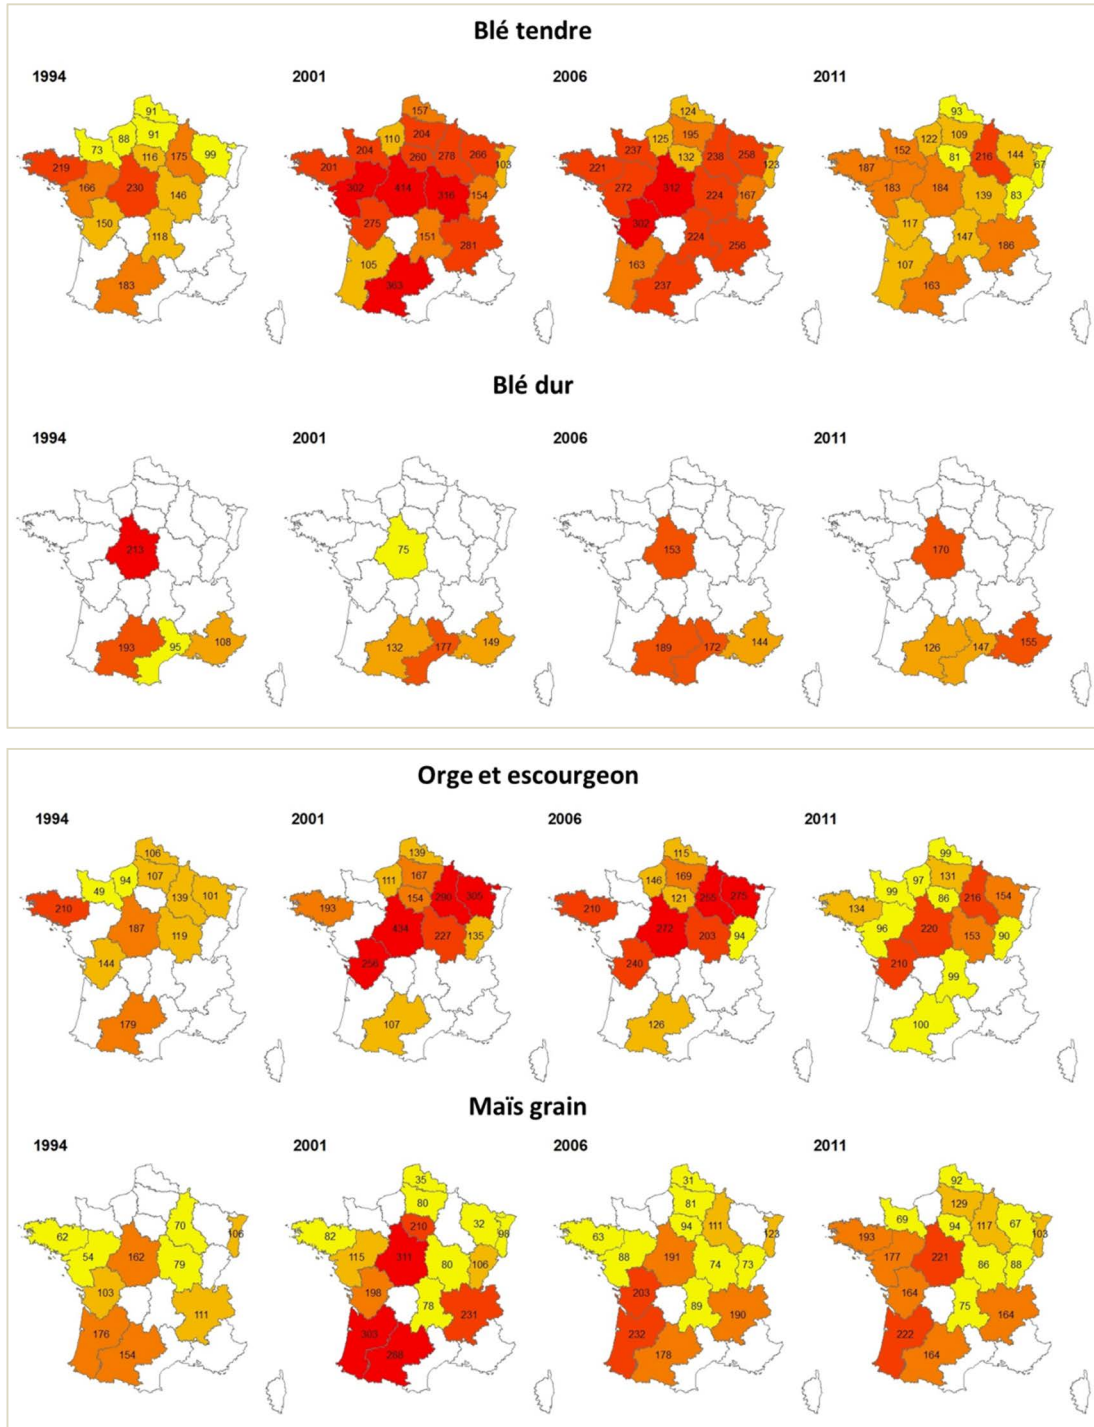 Blé tendre
1994 2001 2006 2011
91
88 91
73 116 175 99
219
166 230 146
150
118
183
157
110 204
204 260 278 266 103
201
302 414 316 154
275
151 281
105
363
124
125 195
237 132 238 258 123
221
272 312 224 167
302
224 256
163
237
93
122 109
152 81 216 144 67
187
183 184 139 83
117
147 186
107
163
Blé dur
1994 2001 2006 2011
213
193 95 108
75
132 177 149
153
189 172 144
170
126 147 155
Orge et escourgeon
1994 2001 2006 2011
106
94 107
49 139 101
210
187 119
144
179
139
111 167
154 290 305
193
434 227 135
256
107
115
146 169
121 255 275
210
272 203 94
240
126
99
97 131
99 86 216 154
134
96 220 153 90
210
99
100
Maïs grain
1994 2001 2006 2011
70 106
62
54 162 79
103
111
176
154
35
80
210 32 98
82
115 311 80 106
198
78 231
303
288
31
81
94 111 123
63
88 191 74 73
203
89 190
232
178
92
129
69 94 117 67 103
193
177 221 86 88
164
75 164
222
164